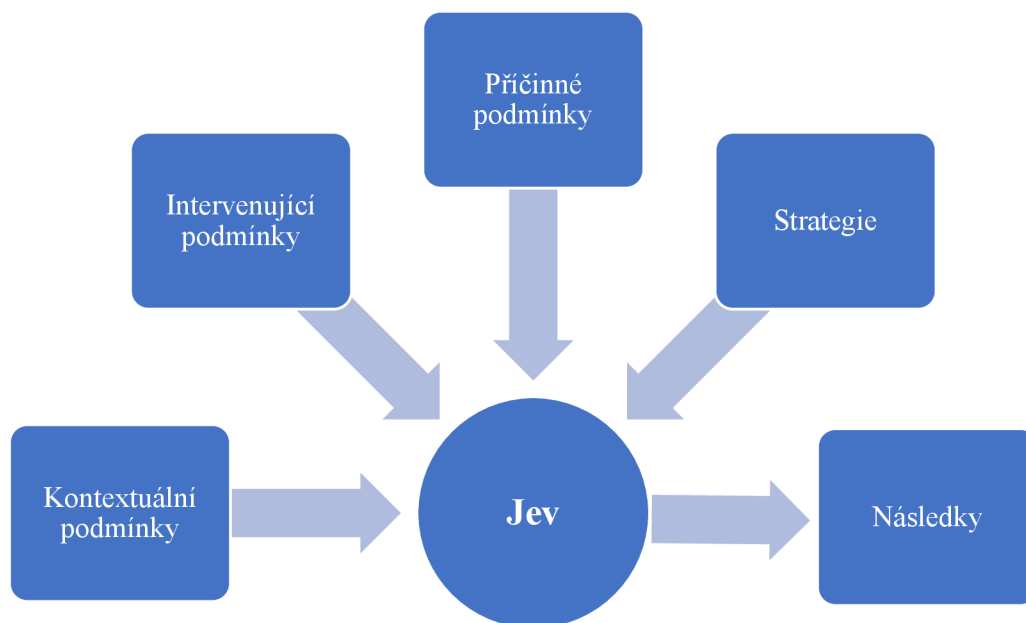 Příčinné
podmínky
Intervenující
podmínky
Strategie
Kontextuální
podmínky
Jev
Následky